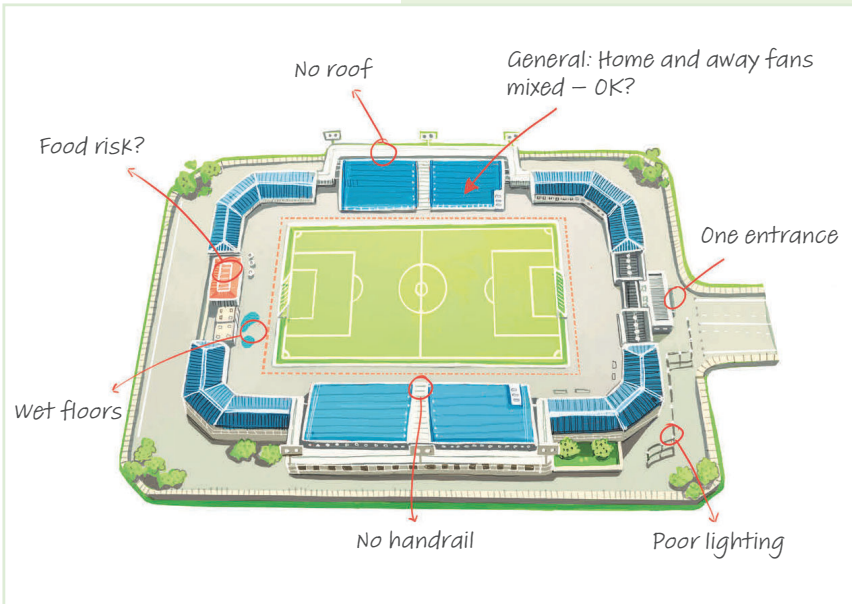 No roof
General: Home and away fans
mixed – OK?
Food risk?
One entrance
Wet floors
No handrail
Poor lighting